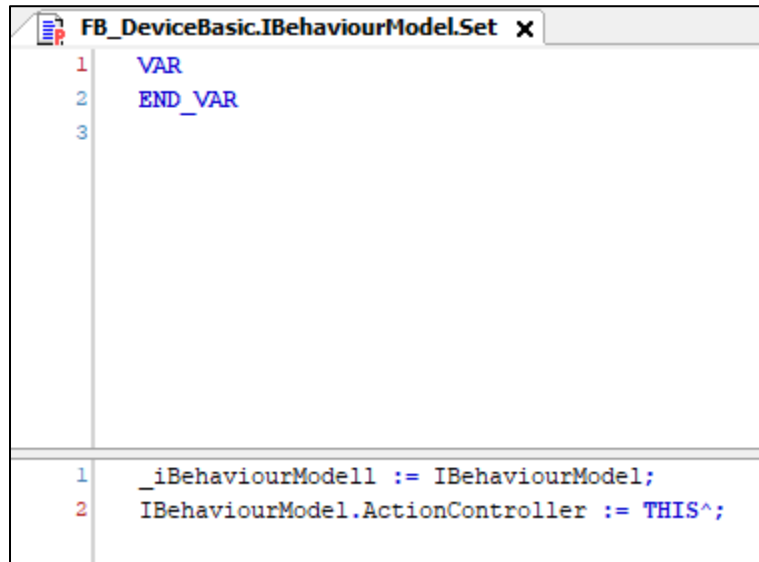 FB_DeviceBasic.IBehaviourModel.Set X
1 VAR
2 END_VAR
3
1 _iBehaviourModell := IBehaviourModel;
2 IBehaviourModel.ActionController := THIS^;